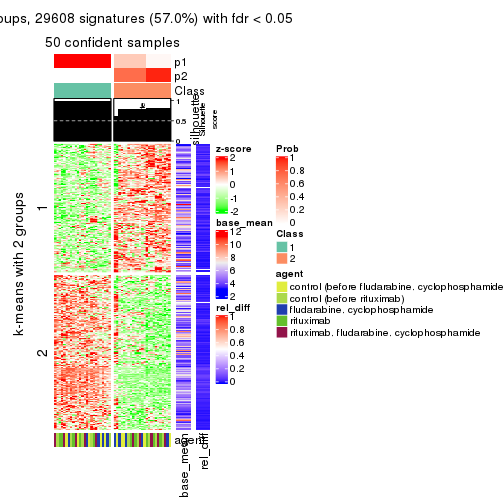 oups, 29608 signatures (57.0%) with fdr < 0.05
50 confident samples
p1
p2
Class
1
0.5
0
silhouette
Silhouette
score
k-means with 2 groups
1
2
z-score
2
1
0
-1
-2
base_mean
12
10
8
6
4
2
rel_diff
1
0.8
0.6
0.4
0.2
0
Prob
1
0.8
0.6
0.4
0.2
0
Class
1
2
agent
control (before fludarabine, cyclophosphamide
control (before rituximab)
fludarabine, cyclophosphamide
rituximab
rituximab, fludarabine, cyclophosphamide
agent
base_mean
rel_diff